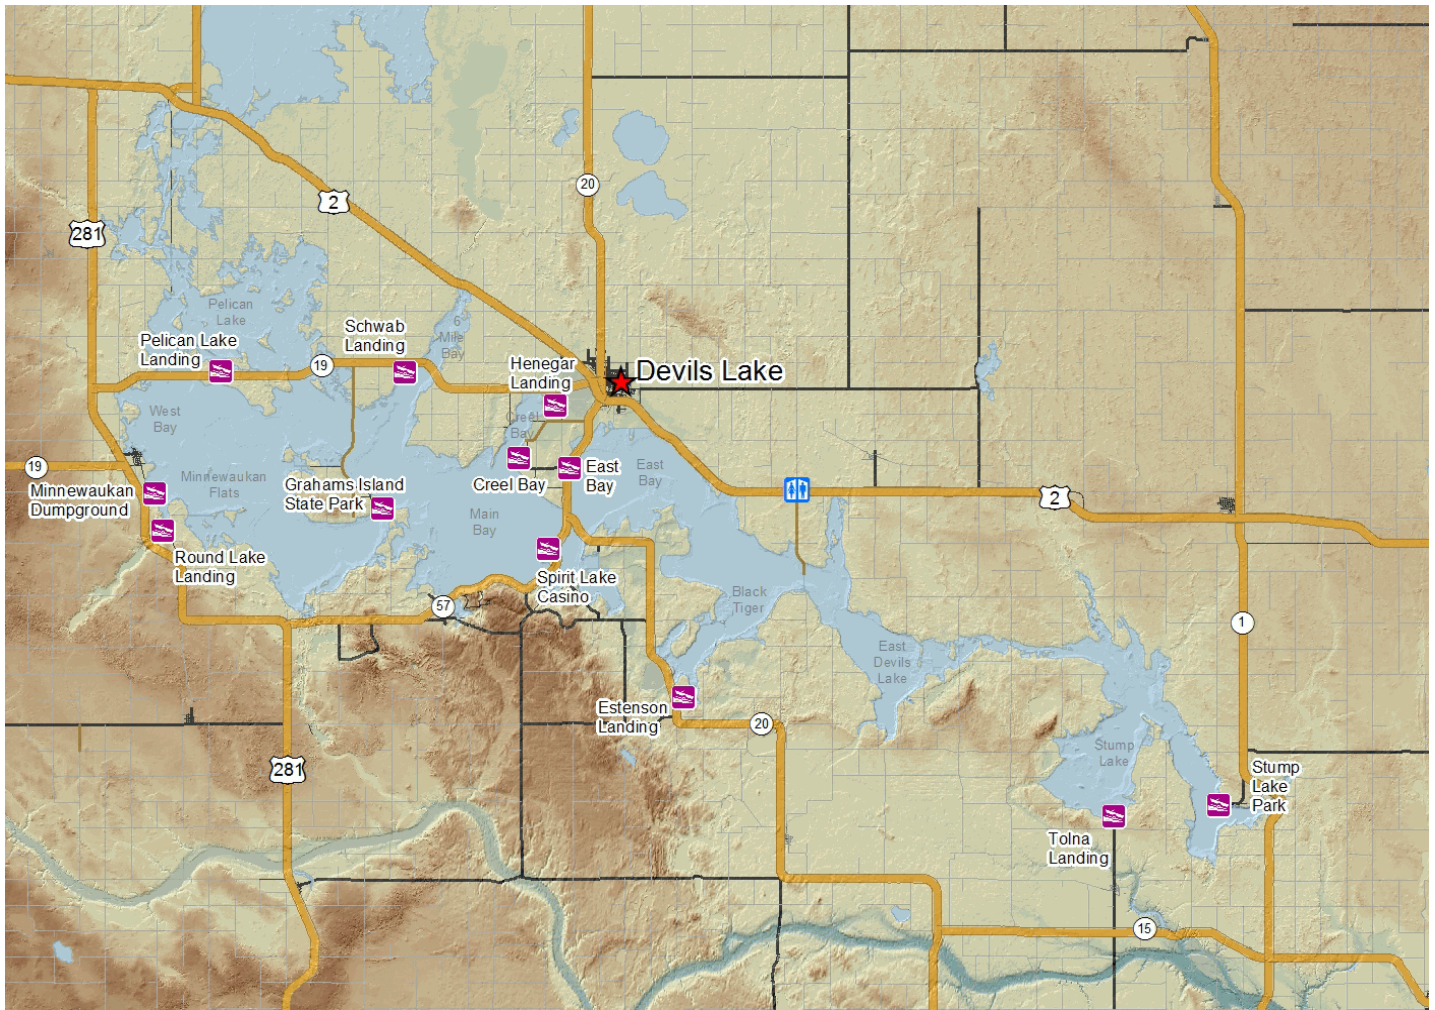 20
2
281
Pelican
Lake
6
Mile
Bay
Schwab
Landing
Pelican Lake
Landing
19
Henegar
Landing
Devils Lake
West
Bay
Creel
Bay
19
Minnewaukan
Flats
Grahams Island
State Park
Creel Bay
East
Bay
East
Bay
Minnewaukan
Dumpground
Main
Bay
2
Round Lake
Landing
Spirit Lake
Casino
Black
Tiger
57
1
East
Devils
Lake
Estenson
Landing
20
Stump
Lake
281
Stump
Lake
Park
Tolna
Landing
15